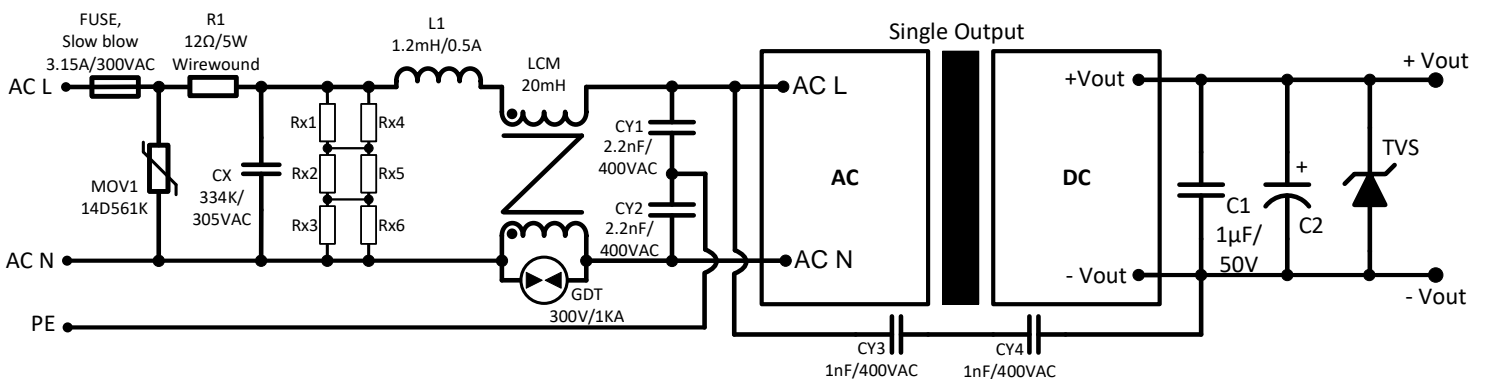 FUSE,
Slow blow
3.15A/300VAC
R1
12Ω/5W
Wirewound
L1
1.2mH/0.5A
LCM
20mH
Single Output
AC L
MOV1
14D561K
CX
334K/
305VAC
Rx1
Rx4
Rx2
Rx5
Rx3
Rx6
CY1
2.2nF/
400VAC
CY2
2.2nF/
400VAC
AC L
AC
DC
+Vout
+ Vout
C1
1µF/
50V
+
C2
TVS
AC N
GDT
300V/1KA
AC N
- Vout
- Vout
PE
CY3
1nF/400VAC
CY4
1nF/400VAC